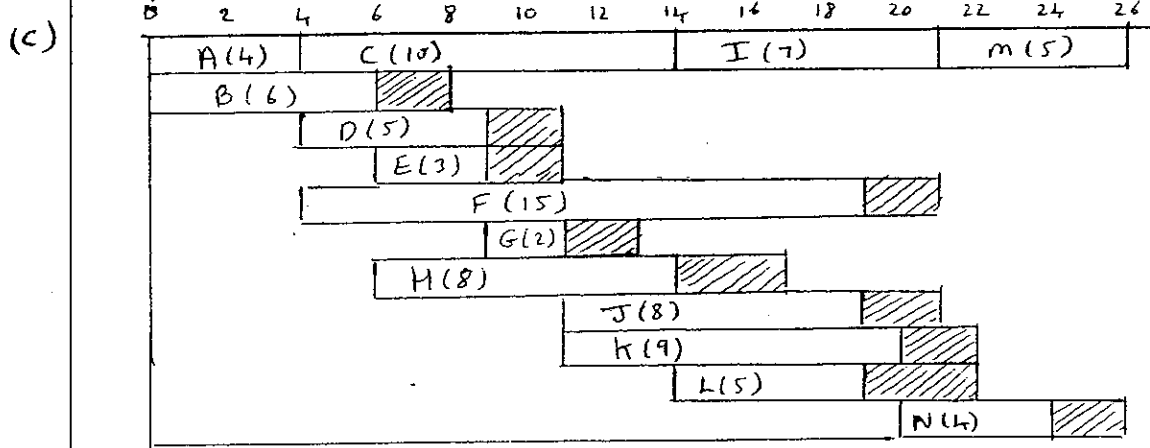 0 2 4 6 8 10 12 14 16 18 20 22 24 26
(c) A(4) C(10) I(7) m(5)
B(6)
D(5)
E(3)
F(15)
G(2)
H(8)
J(8)
K(9)
L(5)
N(4)